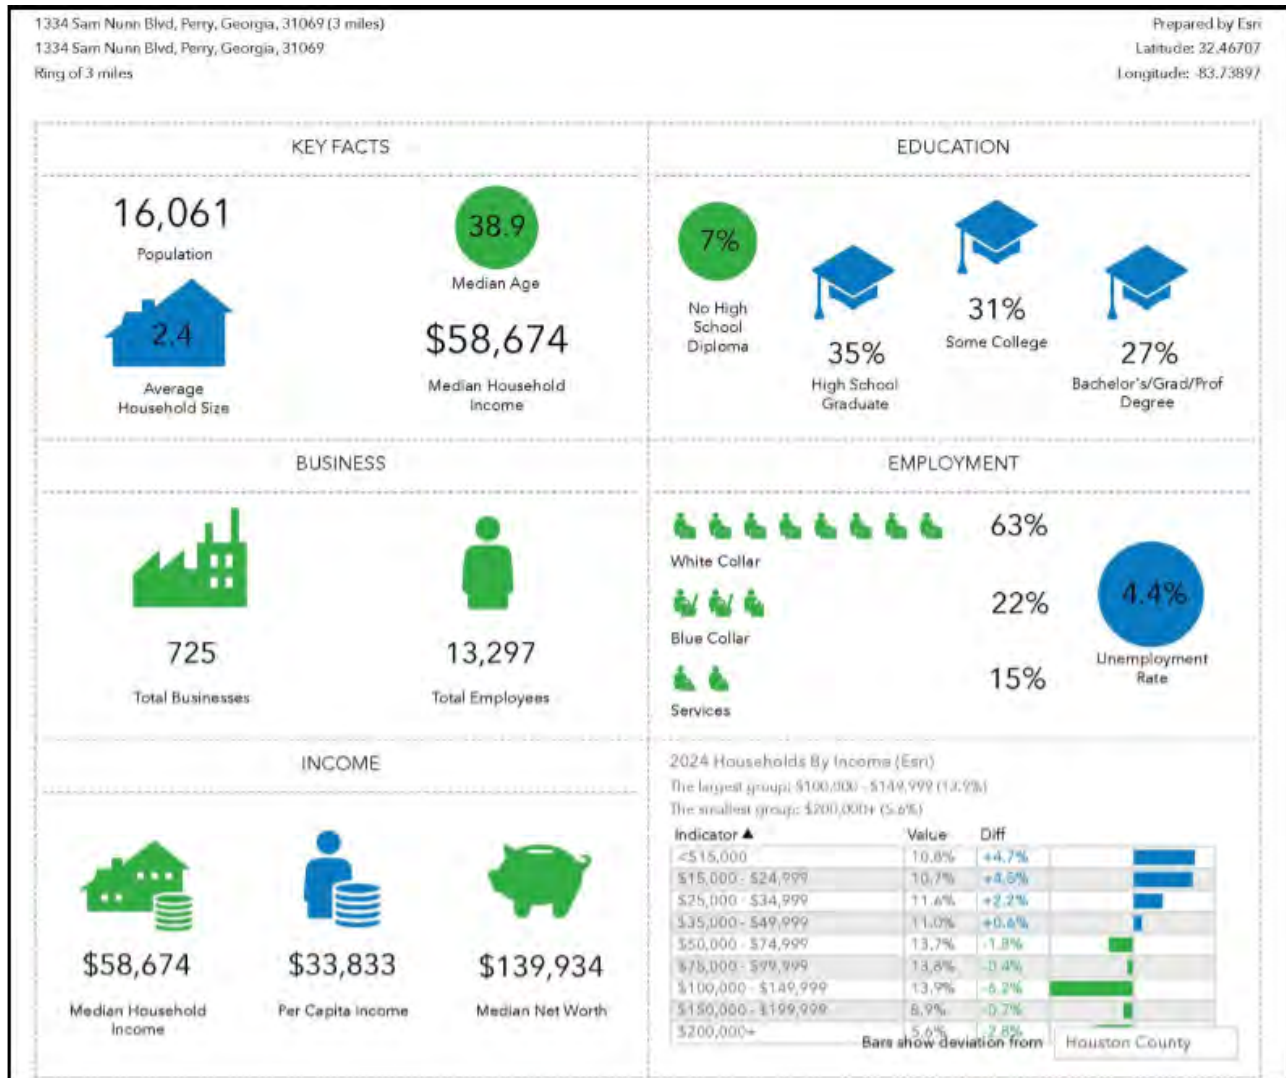 1334 Sam Nunn Blvd, Perry, Georgia, 31069 (3 miles)
1334 Sam Nunn Blvd, Perry, Georgia, 31069
Ring of 3 miles
Prepared by Esri
Latitude: 32.46707
Longitude: -83.73897
KEY FACTS
16,061
Population
38.9
Median Age
2.4
Average
Household Size
$58,674
Median Household
Income
EDUCATION
7%
No High
School
Diploma
35%
High School
Graduate
31%
Some College
27%
Bachelor's/Grad/Prof
Degree
BUSINESS
725
Total Businesses
13,297
Total Employees
EMPLOYMENT
63%
White Collar
22%
Blue Collar
15%
Services
4.4%
Unemployment
Rate
INCOME
$58,674
Median Household
Income
$33,833
Per Capita Income
$139,934
Median Net Worth
2024 Households By Income (Esri)
The largest group: $100,000 - $149,999 (13.9%)
The smallest group: $200,000+ (5.6%)
Indicator ▲ Value Diff
<$15,000 10.8% +4.7%
$15,000 - $24,999 10.7% +4.5%
$25,000 - $34,999 11.6% +2.2%
$35,000 - $49,999 11.0% +0.6%
$50,000 - $74,999 13.7% -1.8%
$75,000 - $99,999 13.8% -0.4%
$100,000 - $149,999 13.9% -6.2%
$150,000 - $199,999 8.9% -0.7%
$200,000+ 5.6% -2.8%
Bars show deviation from Houston County